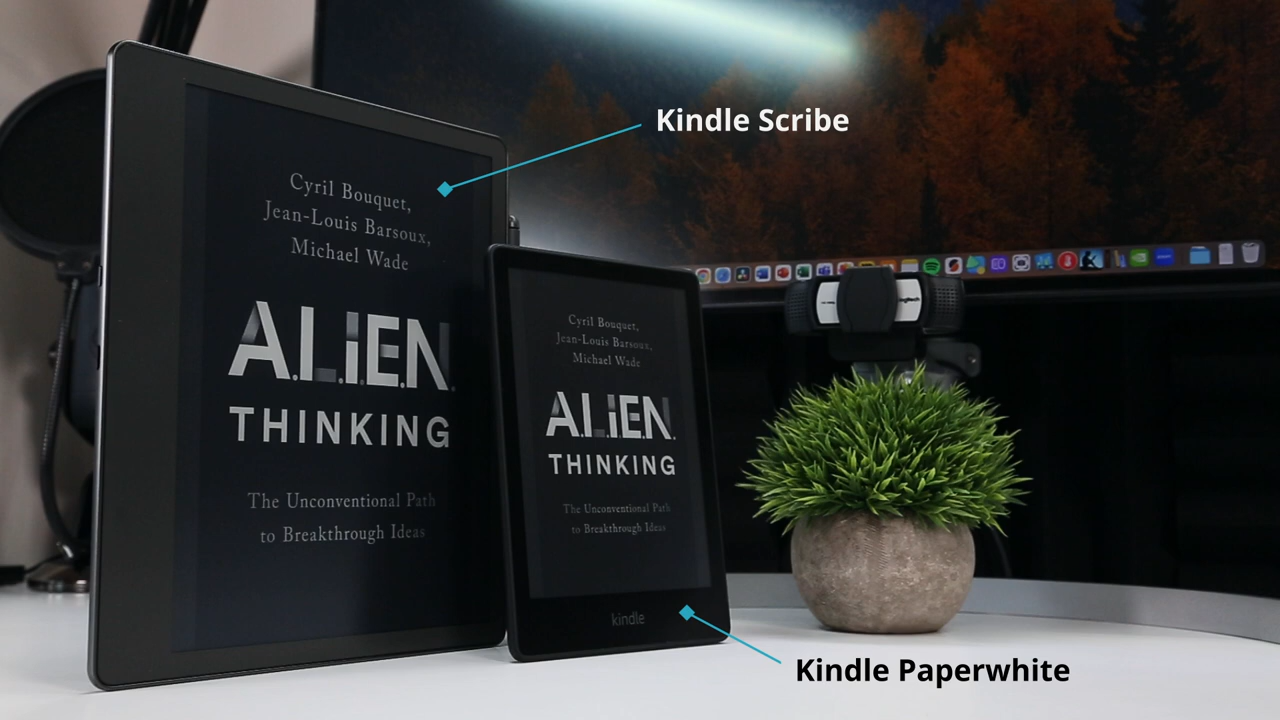 Kindle Scribe
Cyril Bouquet,
Jean-Louis Barsoux,
Michael Wade
A.L.I.E.N.
THINKING
The Unconventional Path
to Breakthrough Ideas
Cyril Bouquet,
Jean-Louis Barsoux,
Michael Wade
A.L.I.E.N.
THINKING
The Unconventional Path
to Breakthrough Ideas
kindle
logitech
Kindle Paperwhite